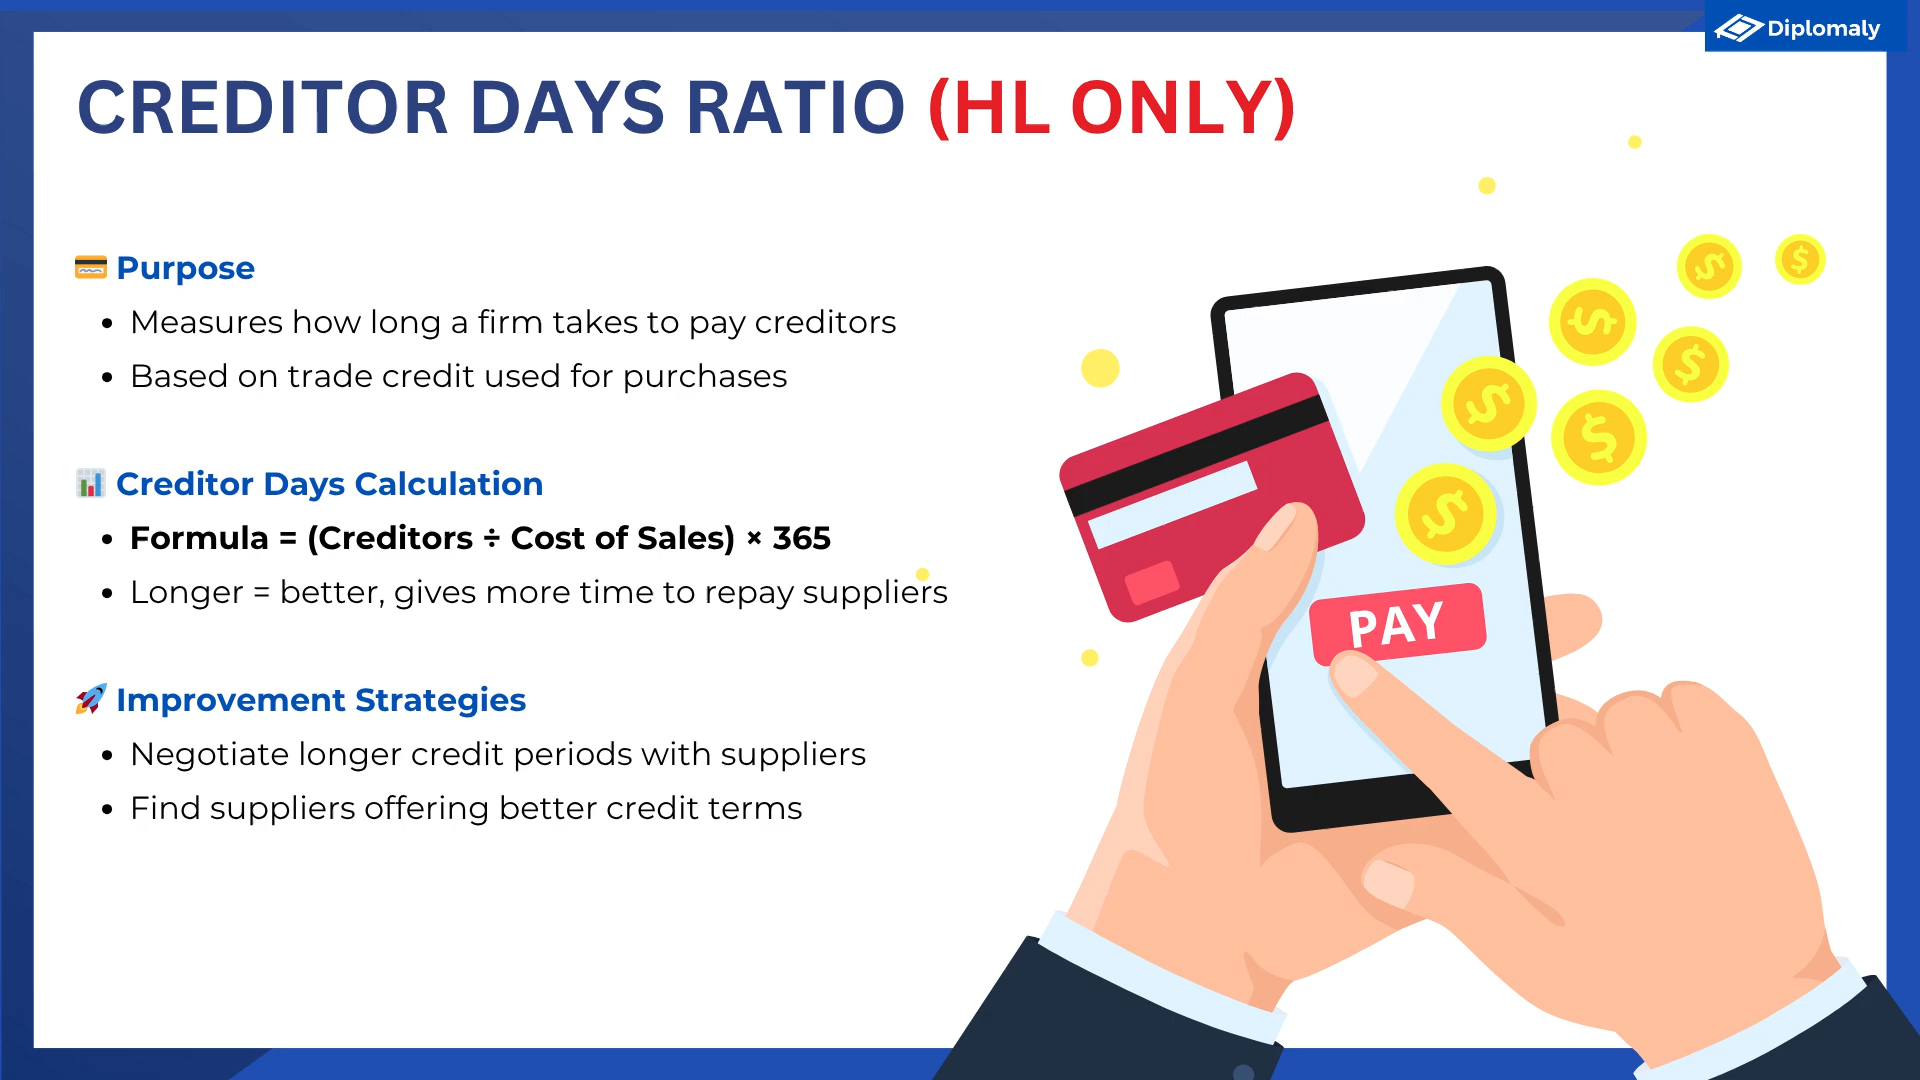 Diplomaly
CREDITOR DAYS RATIO (HL ONLY)
💳 Purpose
• Measures how long a firm takes to pay creditors
• Based on trade credit used for purchases
📊 Creditor Days Calculation
• Formula = (Creditors ÷ Cost of Sales) × 365
• Longer = better, gives more time to repay suppliers
🚀 Improvement Strategies
• Negotiate longer credit periods with suppliers
• Find suppliers offering better credit terms
$ $
$ $
$ $
$
PAY